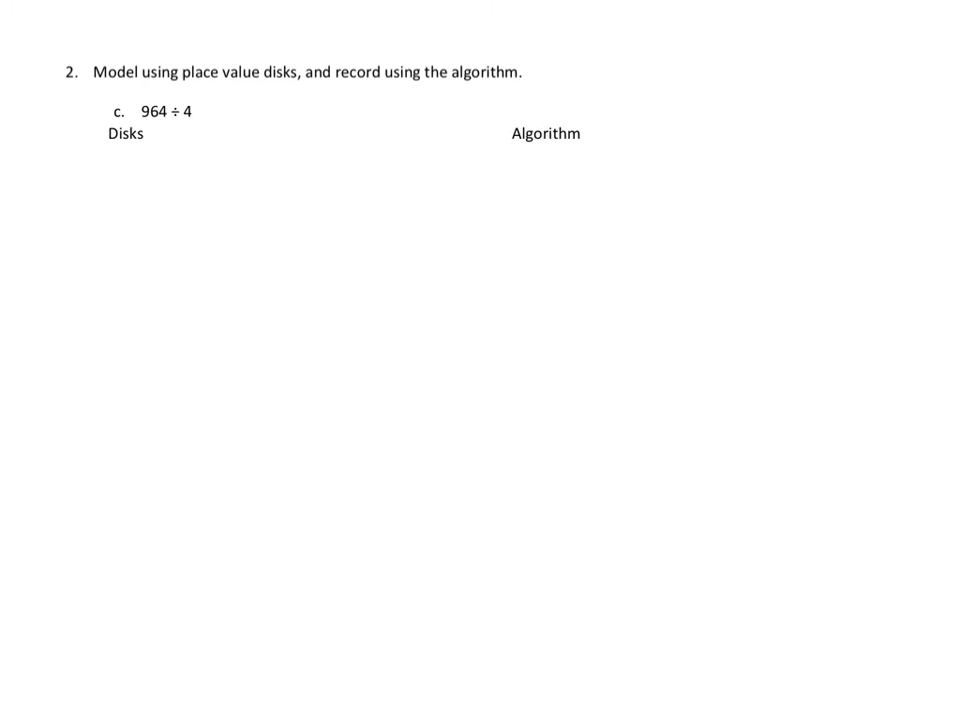 2. Model using place value disks, and record using the algorithm.
c. 964 ÷ 4
Disks Algorithm